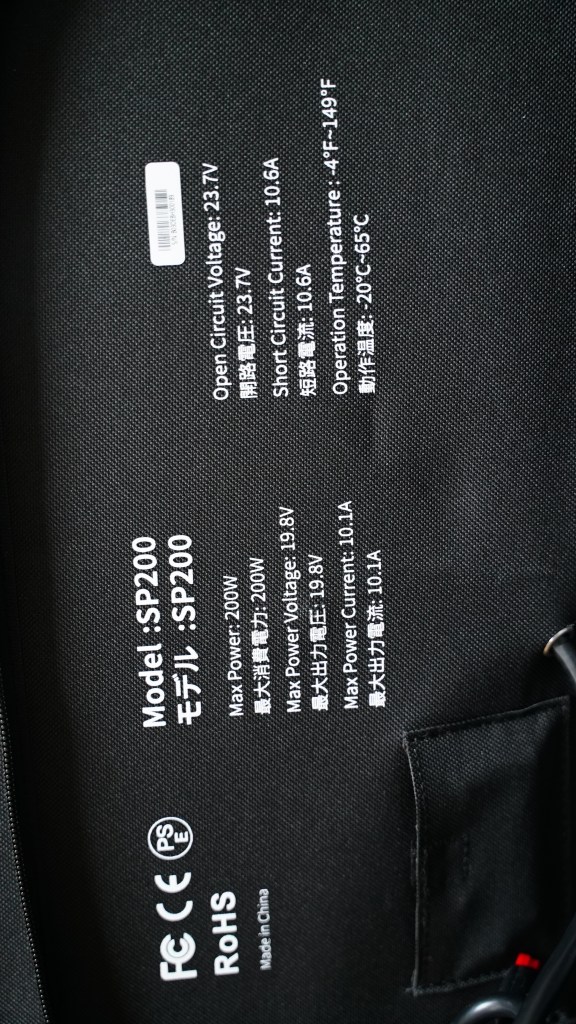 Model :SP200
モデル :SP200
Max Power: 200W
最大消費電力: 200W
Max Power Voltage: 19.8V
最大出力電圧: 19.8V
Max Power Current: 10.1A
最大出力電流: 10.1A
Open Circuit Voltage: 23.7V
開路電圧: 23.7V
Short Circuit Current: 10.6A
短路電流: 10.6A
Operation Temperature : -4°F~149°F
動作温度: -20°C~65°C
FC CE PSE
RoHS
Made in China